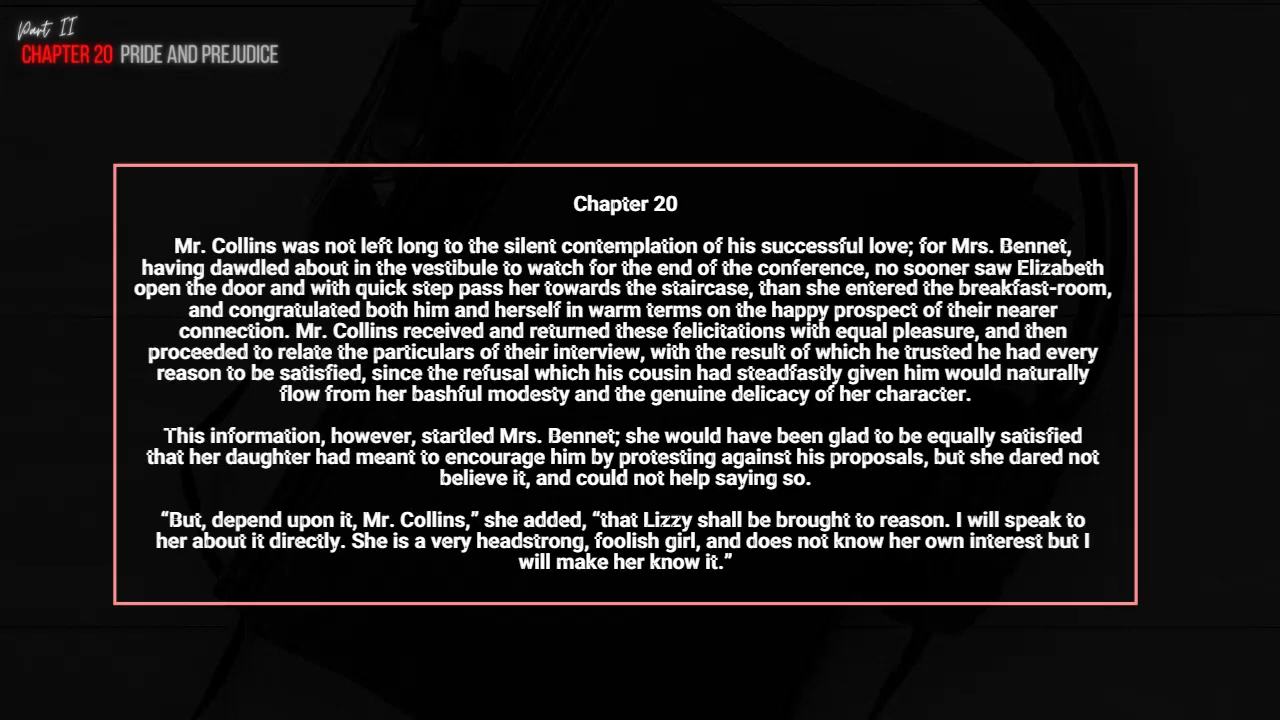 Part II
CHAPTER 20 PRIDE AND PREJUDICE
Chapter 20
Mr. Collins was not left long to the silent contemplation of his successful love; for Mrs. Bennet,
having dawdled about in the vestibule to watch for the end of the conference, no sooner saw Elizabeth
open the door and with quick step pass her towards the staircase, than she entered the breakfast-room,
and congratulated both him and herself in warm terms on the happy prospect of their nearer
connection. Mr. Collins received and returned these felicitations with equal pleasure, and then
proceeded to relate the particulars of their interview, with the result of which he trusted he had every
reason to be satisfied, since the refusal which his cousin had steadfastly given him would naturally
flow from her bashful modesty and the genuine delicacy of her character.
This information, however, startled Mrs. Bennet; she would have been glad to be equally satisfied
that her daughter had meant to encourage him by protesting against his proposals, but she dared not
believe it, and could not help saying so.
“But, depend upon it, Mr. Collins,” she added, “that Lizzy shall be brought to reason. I will speak to
her about it directly. She is a very headstrong, foolish girl, and does not know her own interest but I
will make her know it.”